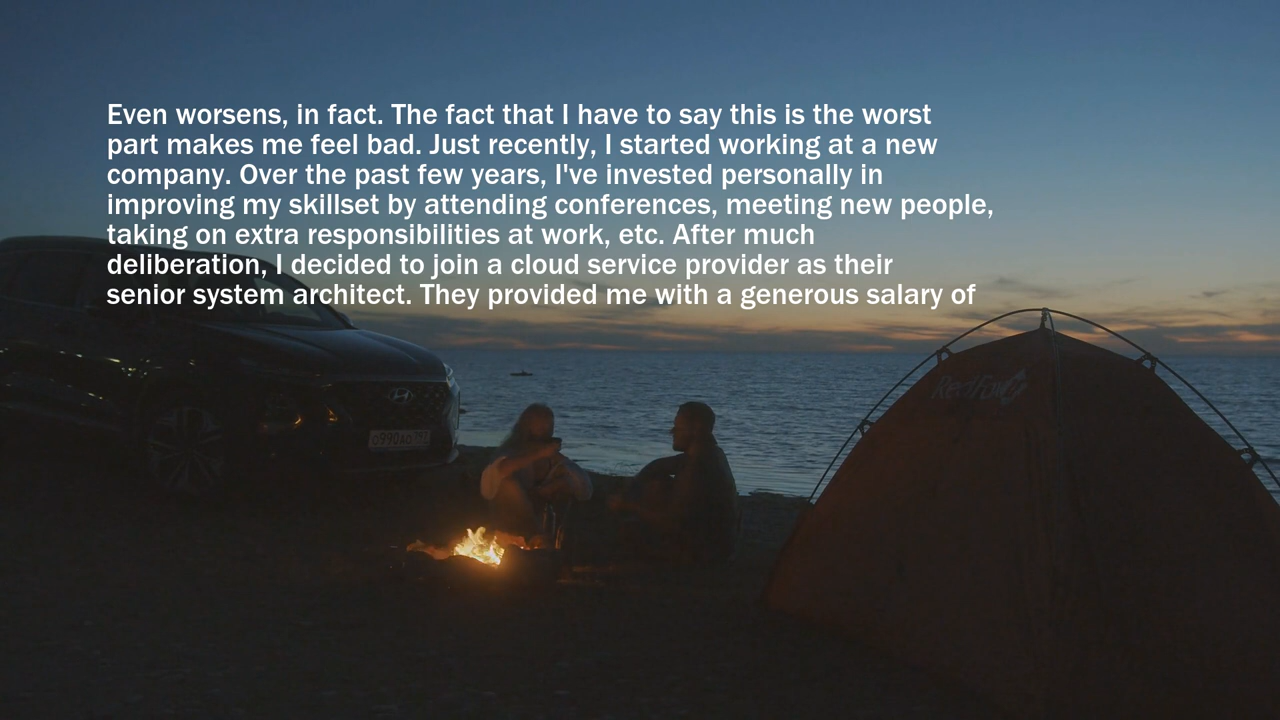 Even worsens, in fact. The fact that I have to say this is the worst
part makes me feel bad. Just recently, I started working at a new
company. Over the past few years, I've invested personally in
improving my skillset by attending conferences, meeting new people,
taking on extra responsibilities at work, etc. After much
deliberation, I decided to join a cloud service provider as their
senior system architect. They provided me with a generous salary of
RedFox